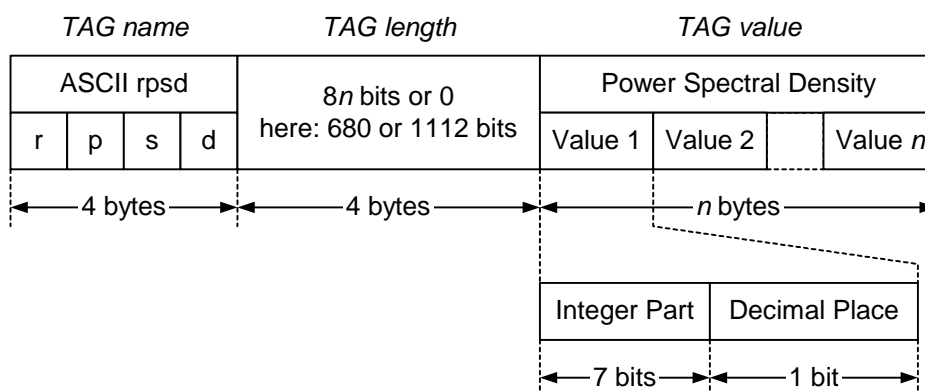 TAG name TAG length TAG value
ASCII rpsd
8n bits or 0
here: 680 or 1112 bits
Power Spectral Density
r p s d
Value 1 Value 2 Value n
4 bytes 4 bytes n bytes
Integer Part Decimal Place
7 bits 1 bit